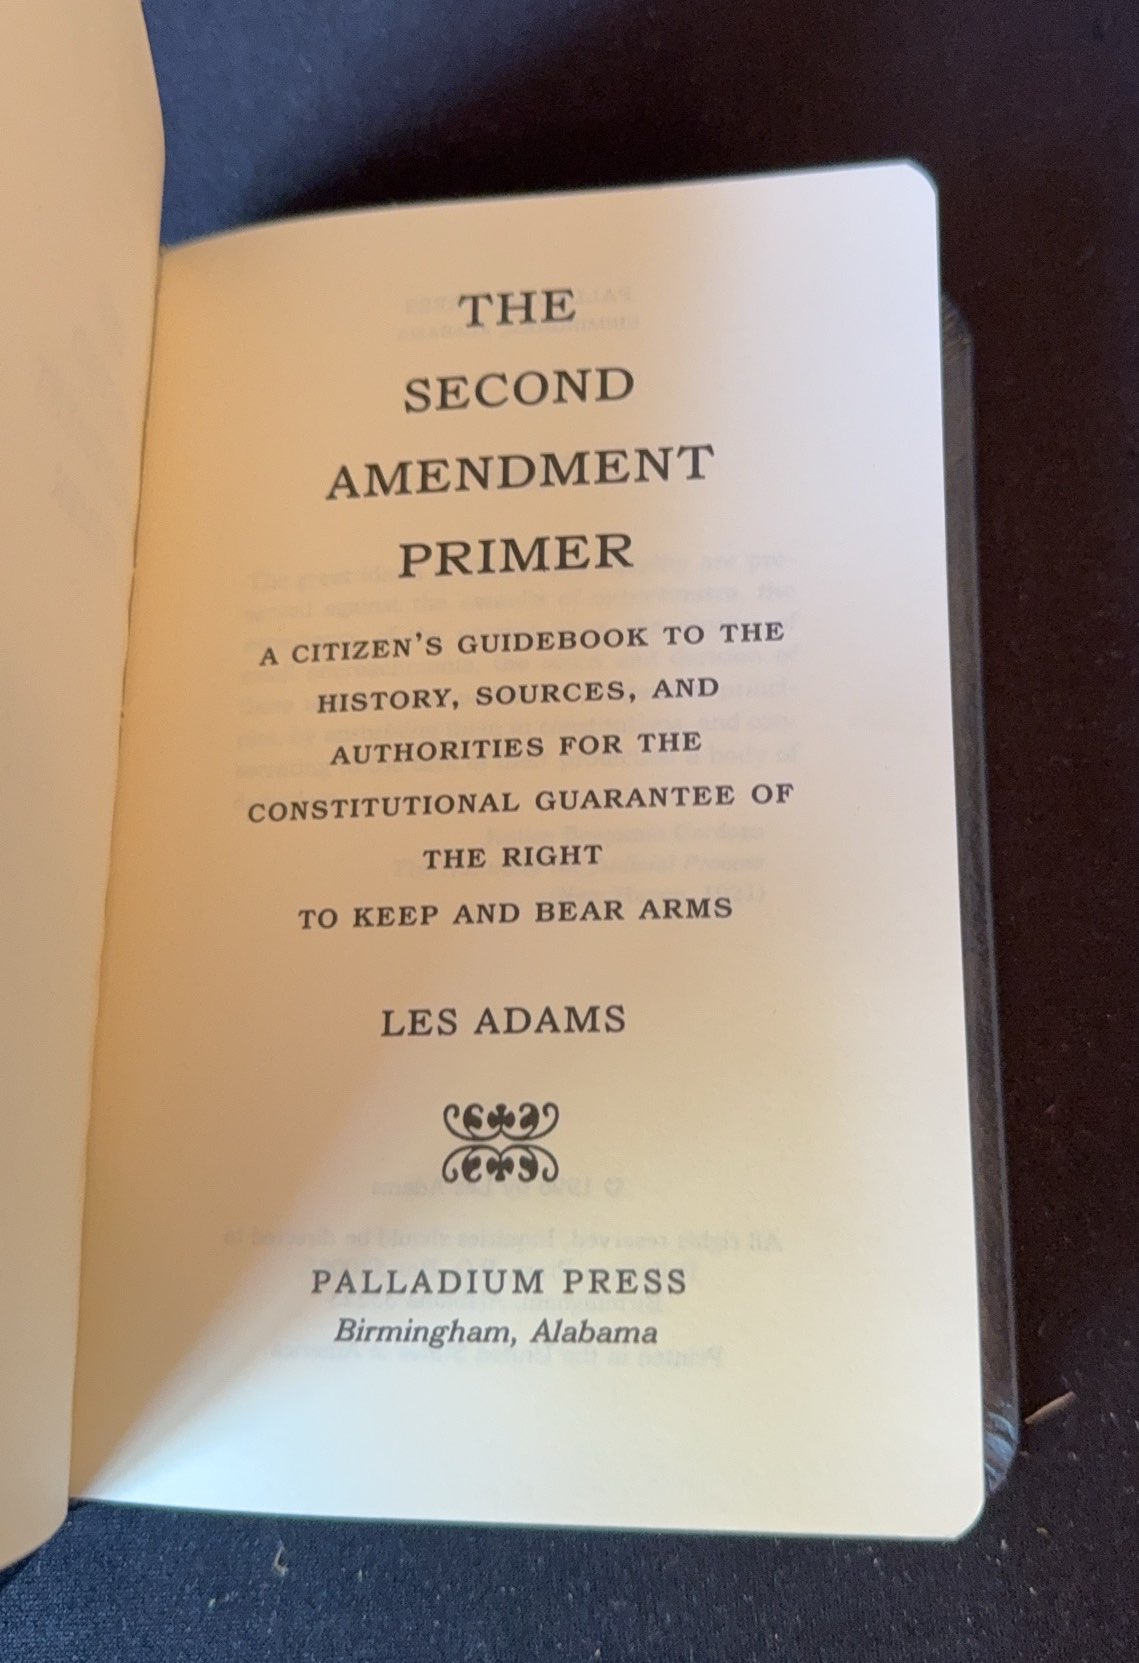 THE
SECOND
AMENDMENT
PRIMER
A CITIZEN'S GUIDEBOOK TO THE
HISTORY, SOURCES, AND
AUTHORITIES FOR THE
CONSTITUTIONAL GUARANTEE OF
THE RIGHT
TO KEEP AND BEAR ARMS
LES ADAMS
PALLADIUM PRESS
Birmingham, Alabama